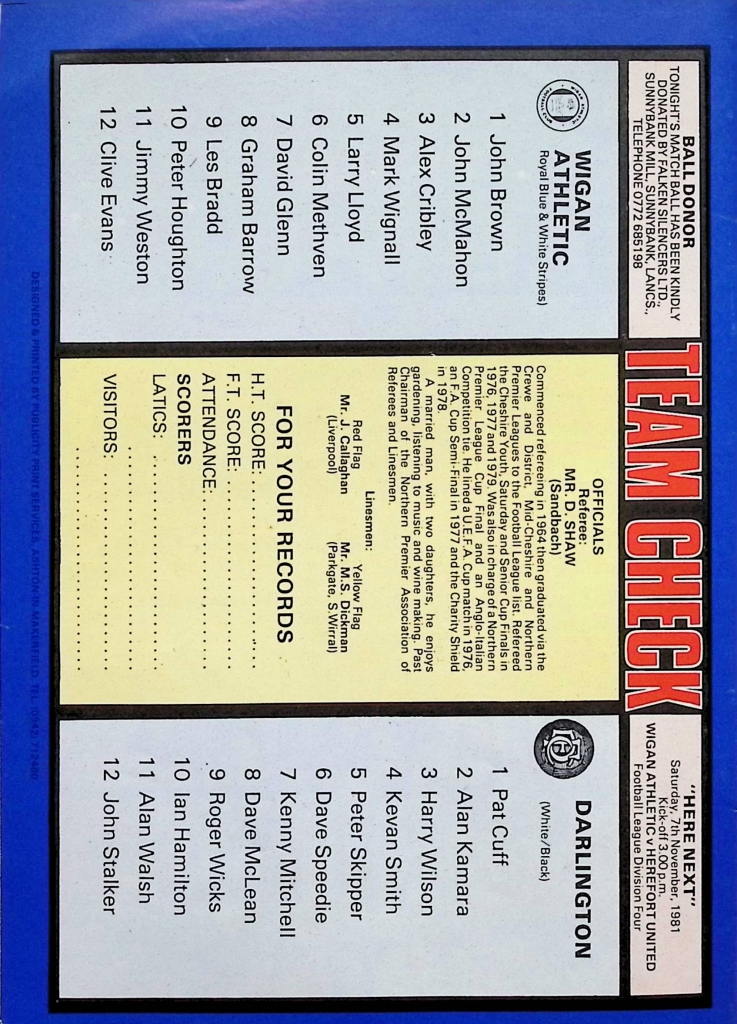 BALL DONOR
TONIGHT'S MATCH BALL HAS BEEN KINDLY
DONATED BY FALKEN SILENCERS LTD.,
SUNNYBANK MILL, SUNNYBANK, LANCS.,
TELEPHONE 0772 685198
TEAM CHECK
"HERE NEXT"
Saturday, 7th November, 1981
Kick-off 3.00 p.m.
WIGAN ATHLETIC v HEREFORT UNITED
Football League Division Four
WIGAN
ATHLETIC
Royal Blue & White Stripes)
1 John Brown
2 John McMahon
3 Alex Cribley
4 Mark Wignall
5 Larry Lloyd
6 Colin Methven
7 David Glenn
8 Graham Barrow
9 Les Bradd
10 Peter Houghton
11 Jimmy Weston
12 Clive Evans
OFFICIALS
Referee:
MR. D. SHAW
(Sandbach)
Commenced refereeing in 1964 then graduated via the
Crewe and District, Mid-Cheshire and Northern
Premier Leagues to the Football League list. Refereed
the Cheshire Youth, Saturday and Senior Cup Finals in
1976, 1977 and 1979. Was also in charge of a Northern
Premier League Cup Final and an Anglo-Italian
Competition tie. He lined a U.E.F.A. Cup match in 1976,
an F.A. Cup Semi-Final in 1977 and the Charity Shield
in 1978.
A married man, with two daughters, he enjoys
gardening, listening to music and wine making. Past
Chairman of the Northern Premier Association of
Referees and Linesmen.
Linesmen:
Red Flag Yellow Flag
Mr. J. Callaghan Mr. M.S. Dickman
(Liverpool) (Parkgate, S.Wirral)
FOR YOUR RECORDS
H.T. SCORE:
F.T. SCORE:
ATTENDANCE:
SCORERS
LATICS:
VISITORS:
DARLINGTON
(White/Black)
1 Pat Cuff
2 Alan Kamara
3 Harry Wilson
4 Kevan Smith
5 Peter Skipper
6 Dave Speedie
7 Kenny Mitchell
8 Dave McLean
9 Roger Wicks
10 Ian Hamilton
11 Alan Walsh
12 John Stalker
DESIGNED & PRINTED BY PUBLICITY PRINT SERVICES, ASHTON-IN-MAKERFIELD. TEL. (0942) 712480